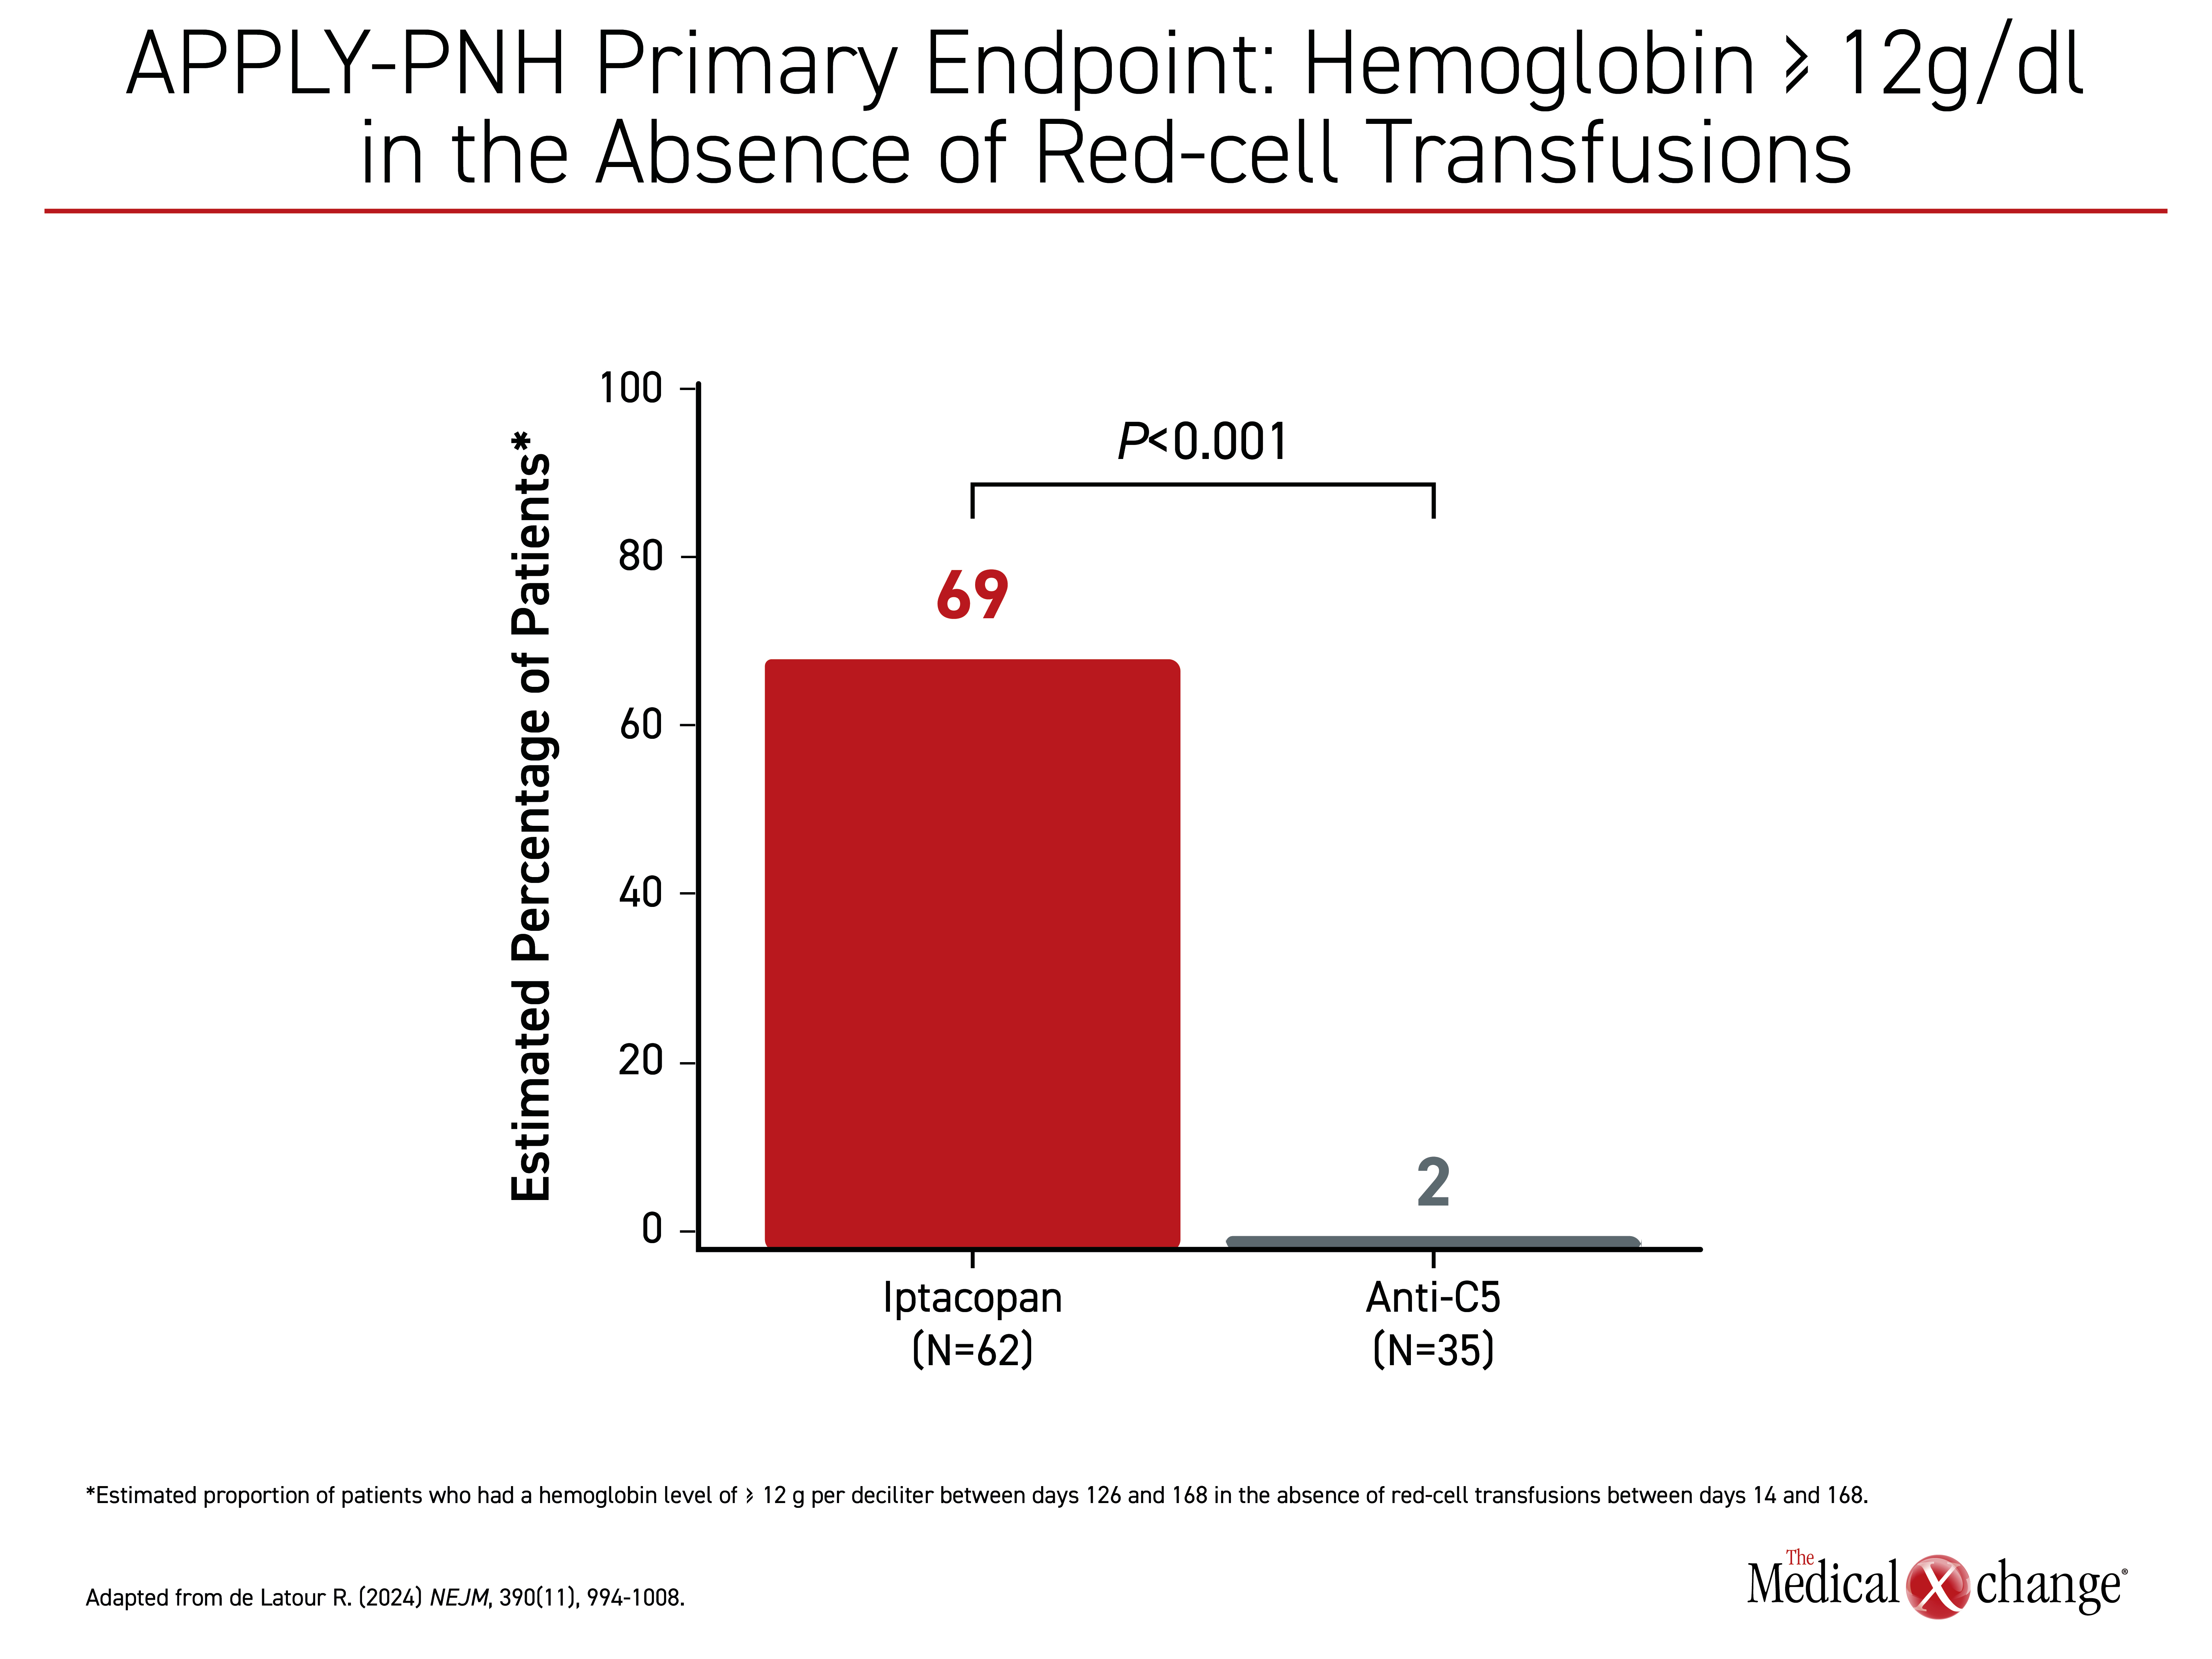 APPLY-PNH Primary Endpoint: Hemoglobin ⩾ 12g/dl
in the Absence of Red-cell Transfusions
Estimated Percentage of Patients*
100
80
60
40
20
0
P<0.001
69
2
Iptacopan
(N=62)
Anti-C5
(N=35)
*Estimated proportion of patients who had a hemoglobin level of ⩾ 12 g per deciliter between days 126 and 168 in the absence of red-cell transfusions between days 14 and 168.
Adapted from de Latour R. (2024) NEJM, 390(11), 994-1008.
The
Medical X change®